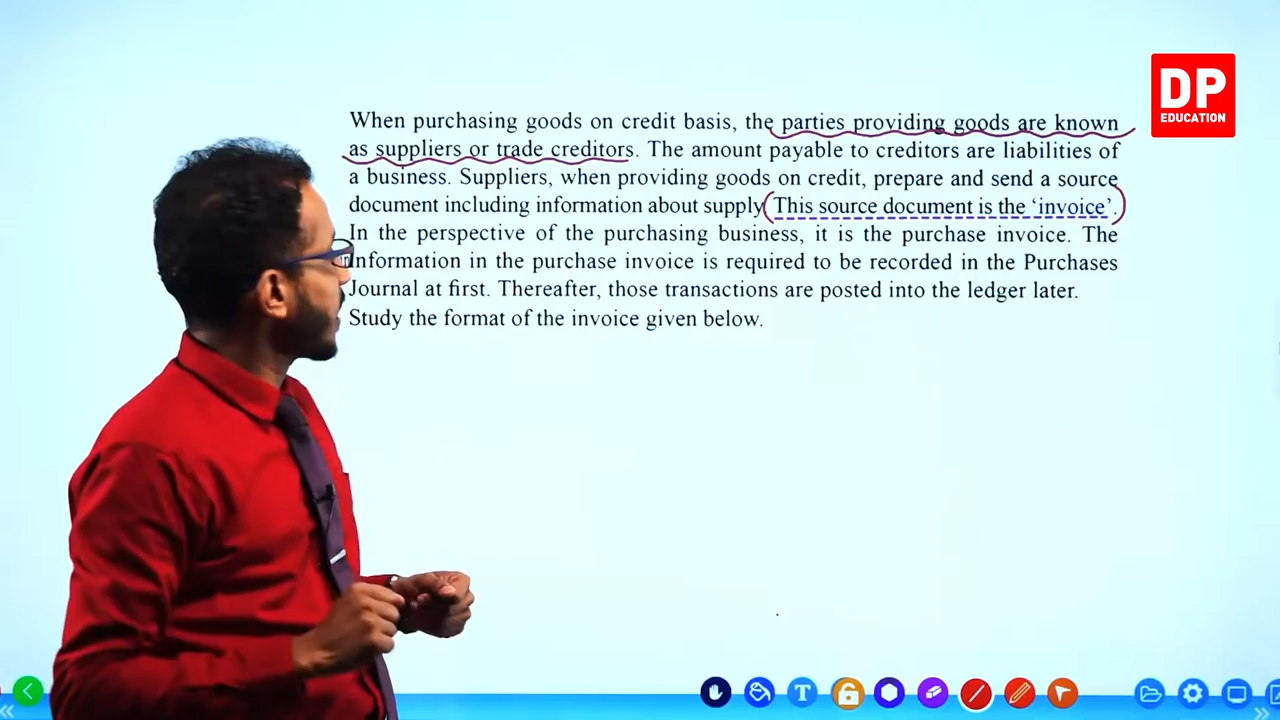 DP
EDUCATION
When purchasing goods on credit basis, the parties providing goods are known
as suppliers or trade creditors. The amount payable to creditors are liabilities of
a business. Suppliers, when providing goods on credit, prepare and send a source
document including information about supply. This source document is the ‘invoice’.
In the perspective of the purchasing business, it is the purchase invoice. The
information in the purchase invoice is required to be recorded in the Purchases
Journal at first. Thereafter, those transactions are posted into the ledger later.
Study the format of the invoice given below.
T